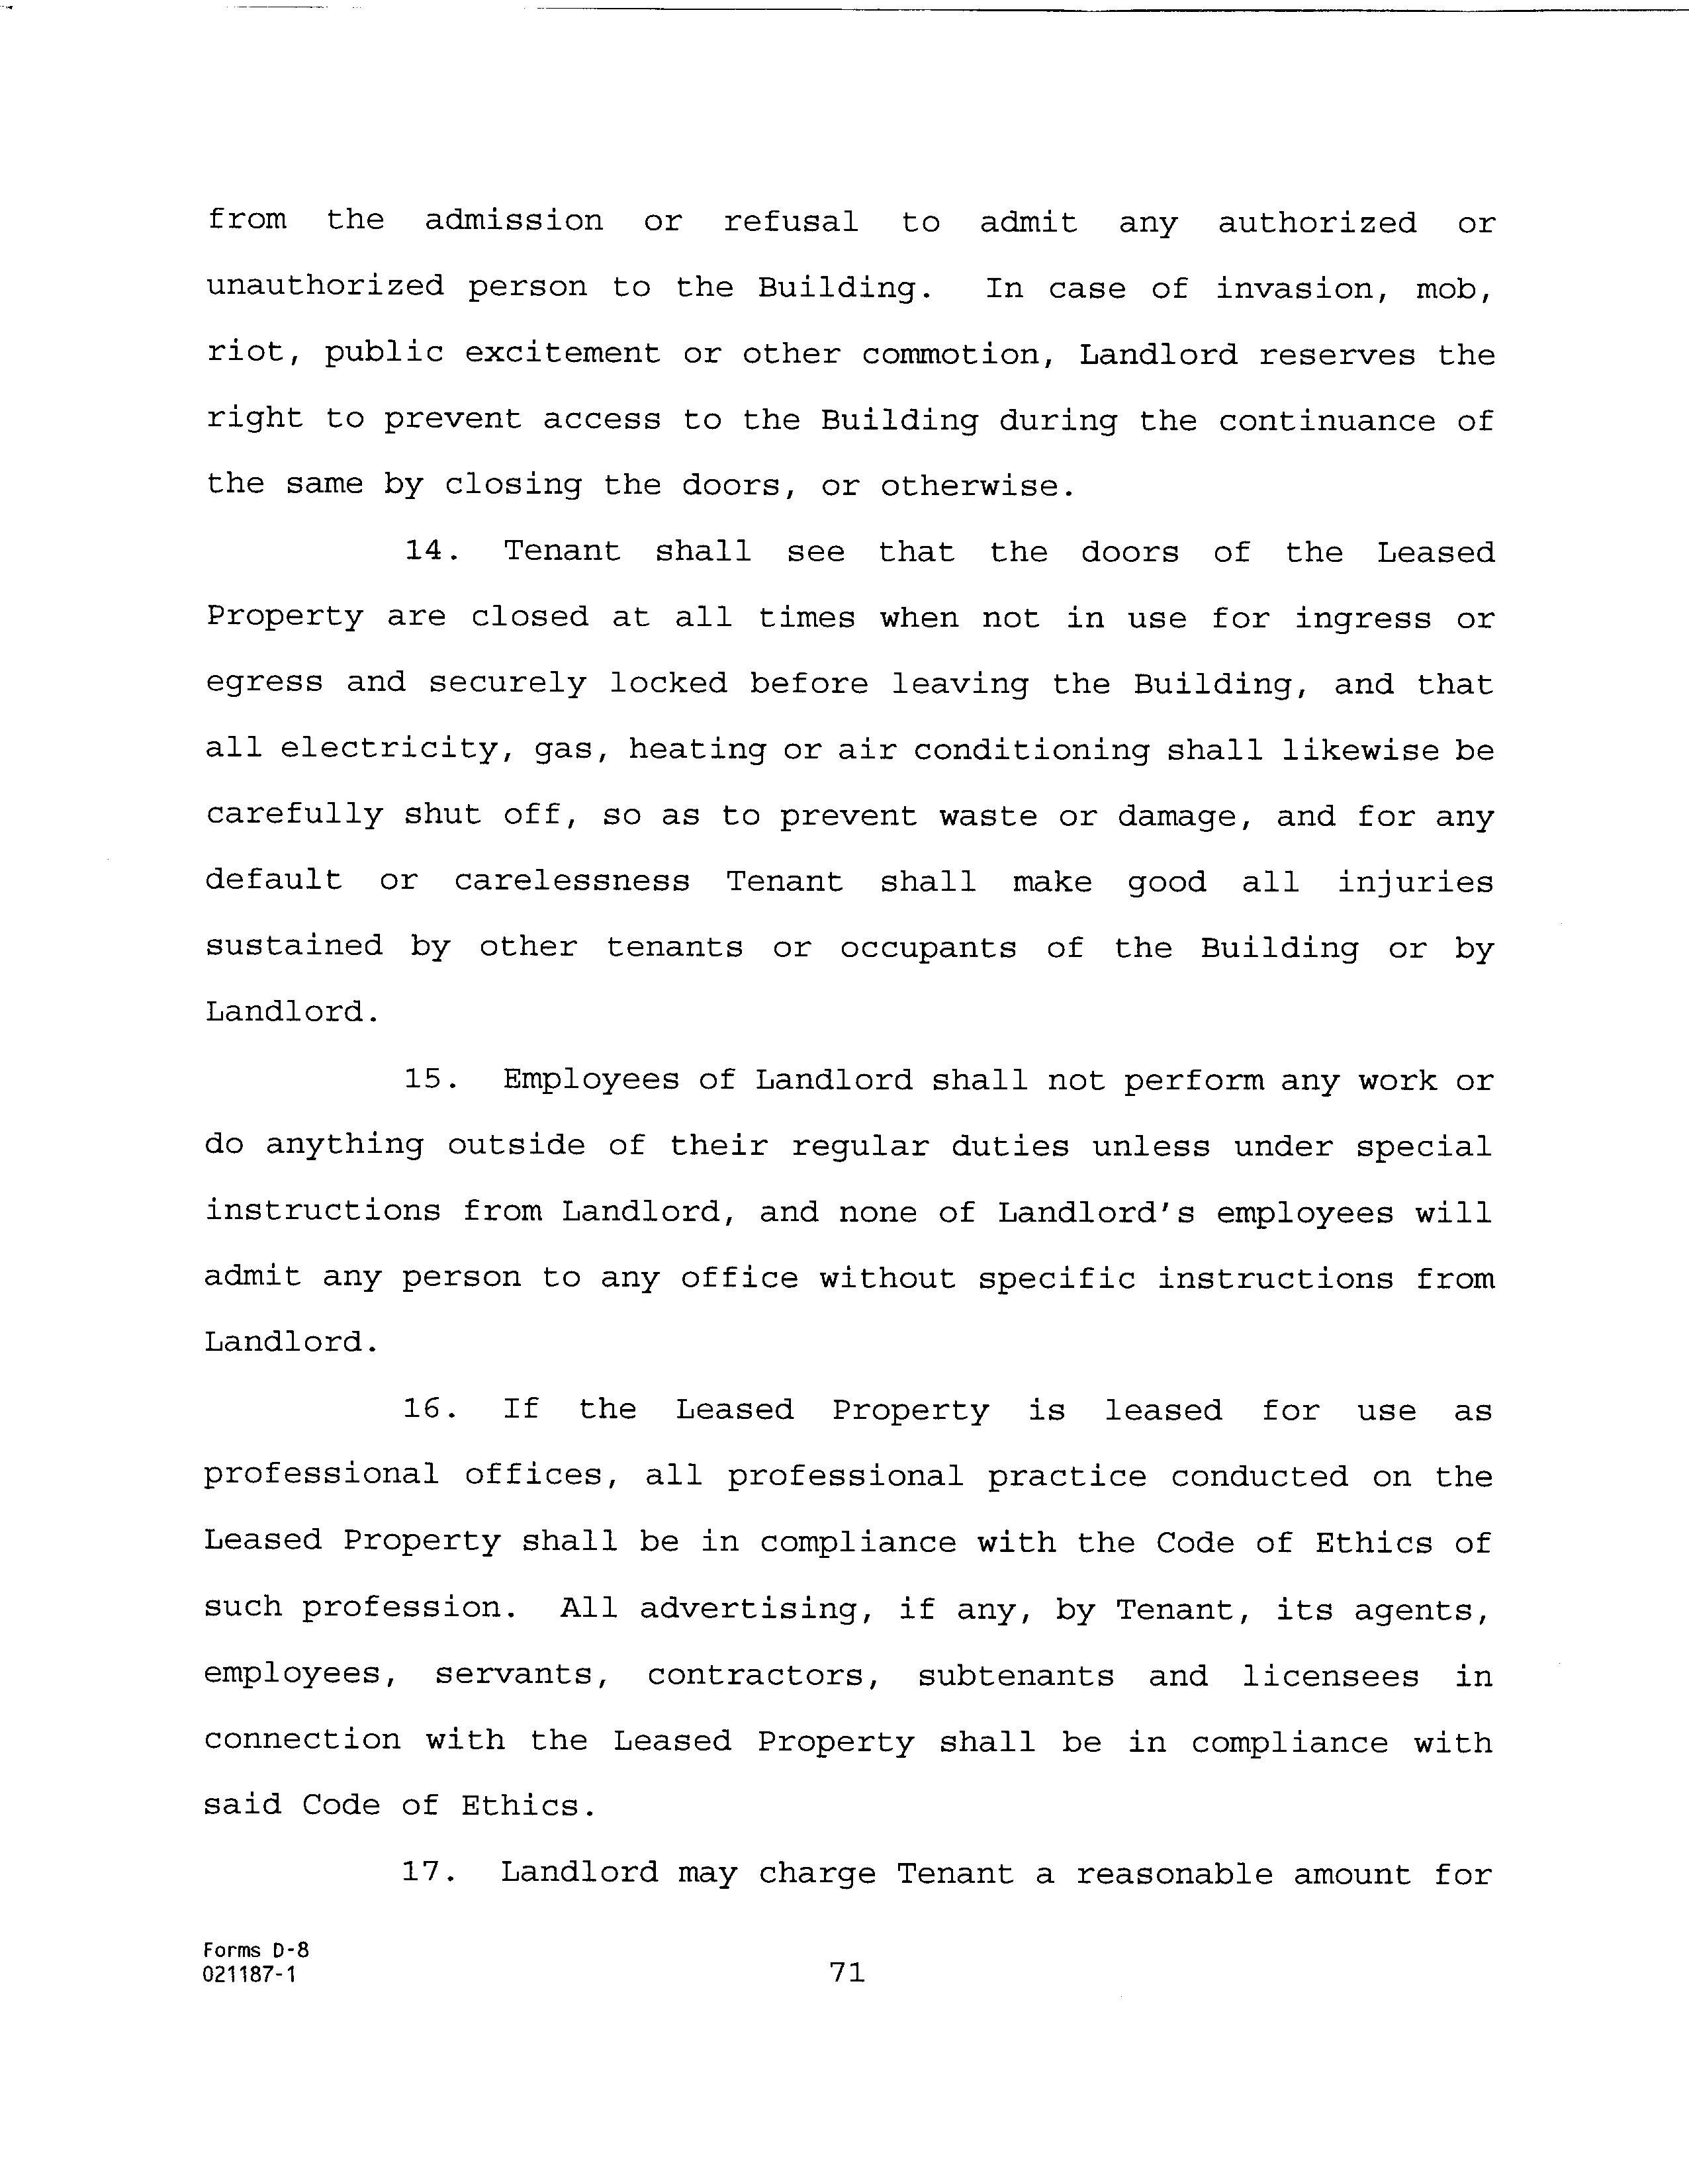 from the admission or refusal to admit any authorized or
unauthorized person to the Building. In case of invasion, mob,
riot, public excitement or other commotion, Landlord reserves the
right to prevent access to the Building during the continuance of
the same by closing the doors, or otherwise.
14. Tenant shall see that the doors of the Leased
Property are closed at all times when not in use for ingress or
egress and securely locked before leaving the Building, and that
all electricity, gas, heating or air conditioning shall likewise be
carefully shut off, so as to prevent waste or damage, and for any
default or carelessness Tenant shall make good all injuries
sustained by other tenants or occupants of the Building or by
Landlord.
15. Employees of Landlord shall not perform any work or
do anything outside of their regular duties unless under special
instructions from Landlord, and none of Landlord's employees will
admit any person to any office without specific instructions from
Landlord.
16. If the Leased Property is leased for use as
professional offices, all professional practice conducted on the
Leased Property shall be in compliance with the Code of Ethics of
such profession. All advertising, if any, by Tenant, its agents,
employees, servants, contractors, subtenants and licensees in
connection with the Leased Property shall be in compliance with
said Code of Ethics.
17. Landlord may charge Tenant a reasonable amount for
Forms D-8
021187-1
71